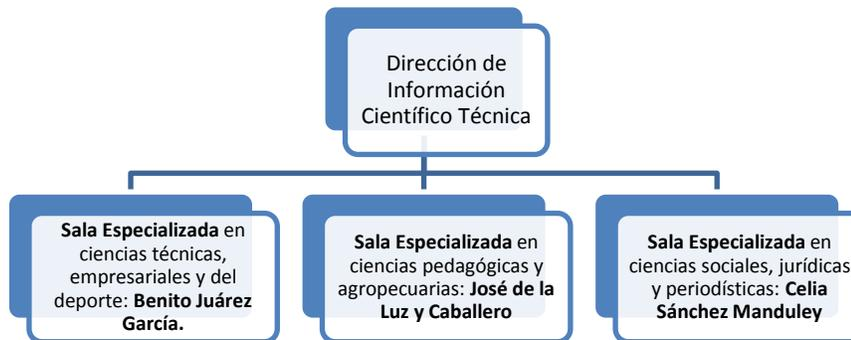 Dirección de
Información
Científico Técnica
Sala Especializada en
ciencias técnicas,
empresariales y del
deporte: Benito Juárez
García.
Sala Especializada en
ciencias pedagógicas y
agropecuarias: José de la
Luz y Caballero
Sala Especializada en
ciencias sociales, jurídicas
y periodísticas: Celia
Sánchez Manduley